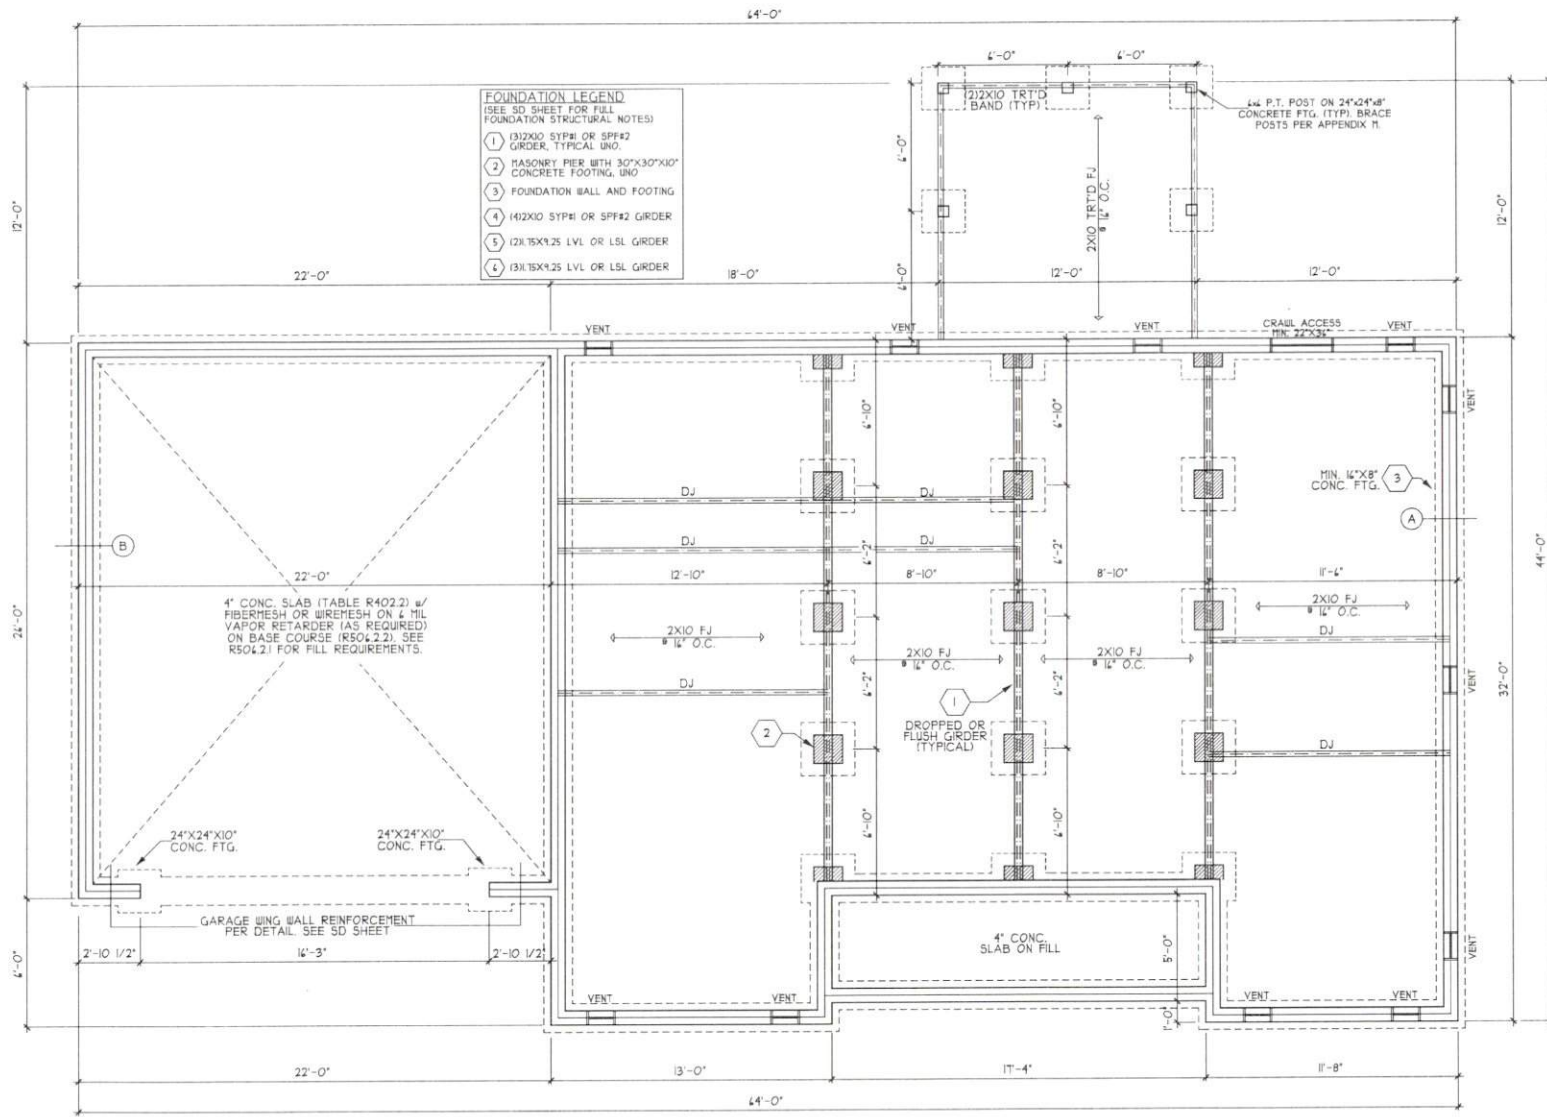 64'-0"
6'-0"
6'-0"
FOUNDATION LEGEND
(SEE SD SHEET FOR FULL
FOUNDATION STRUCTURAL NOTES)
1 (3)2X10 SYP#1 OR SPF#2
GIRDER, TYPICAL UNO.
2 MASONRY PIER WITH 30"X30"X10"
CONCRETE FOOTING, UNO
3 FOUNDATION WALL AND FOOTING
4 (4)2X10 SYP#1 OR SPF#2 GIRDER
5 (2)1.75X9.25 LVL OR LSL GIRDER
6 (3)1.75X9.25 LVL OR LSL GIRDER
(2)2X10 TRT'D
BAND (TYP)
6x6 P.T. POST ON 24"x24"x8"
CONCRETE FTG. (TYP). BRACE
POSTS PER APPENDIX M.
6'-0"
2X10 TRT'D FJ
@ 16" O.C.
12'-0"
12'-0"
6'-0"
22'-0"
18'-0"
12'-0"
12'-0"
VENT
VENT
VENT
CRAWL ACCESS
MIN. 22"X36"
VENT
VENT
6'-10"
6'-10"
MIN. 16"X8"
CONC. FTG.
3
DJ
DJ
A
B
DJ
DJ
6'-2"
6'-2"
44'-0"
22'-0"
12'-10"
8'-10"
8'-10"
11'-6"
4" CONC. SLAB (TABLE R402.2) w/
FIBERMESH OR WIREMESH ON 6 MIL
VAPOR RETARDER (AS REQUIRED)
ON BASE COURSE (R506.2.2). SEE
R506.2.1 FOR FILL REQUIREMENTS.
26'-0"
2X10 FJ
@ 16" O.C.
2X10 FJ
@ 16" O.C.
2X10 FJ
@ 16" O.C.
2X10 FJ
@ 16" O.C.
DJ
DJ
6'-2"
6'-2"
VENT
32'-0"
1
DROPPED OR
FLUSH GIRDER
(TYPICAL)
2
DJ
24"X24"X10"
CONC. FTG.
24"X24"X10"
CONC. FTG.
6'-10"
6'-10"
GARAGE WING WALL REINFORCEMENT
PER DETAIL. SEE SD SHEET
4" CONC.
SLAB ON FILL
5'-0"
VENT
6'-0"
2'-10 1/2"
16'-3"
2'-10 1/2"
VENT
VENT
VENT
VENT
1'-0"
22'-0"
13'-0"
17'-4"
11'-8"
64'-0"